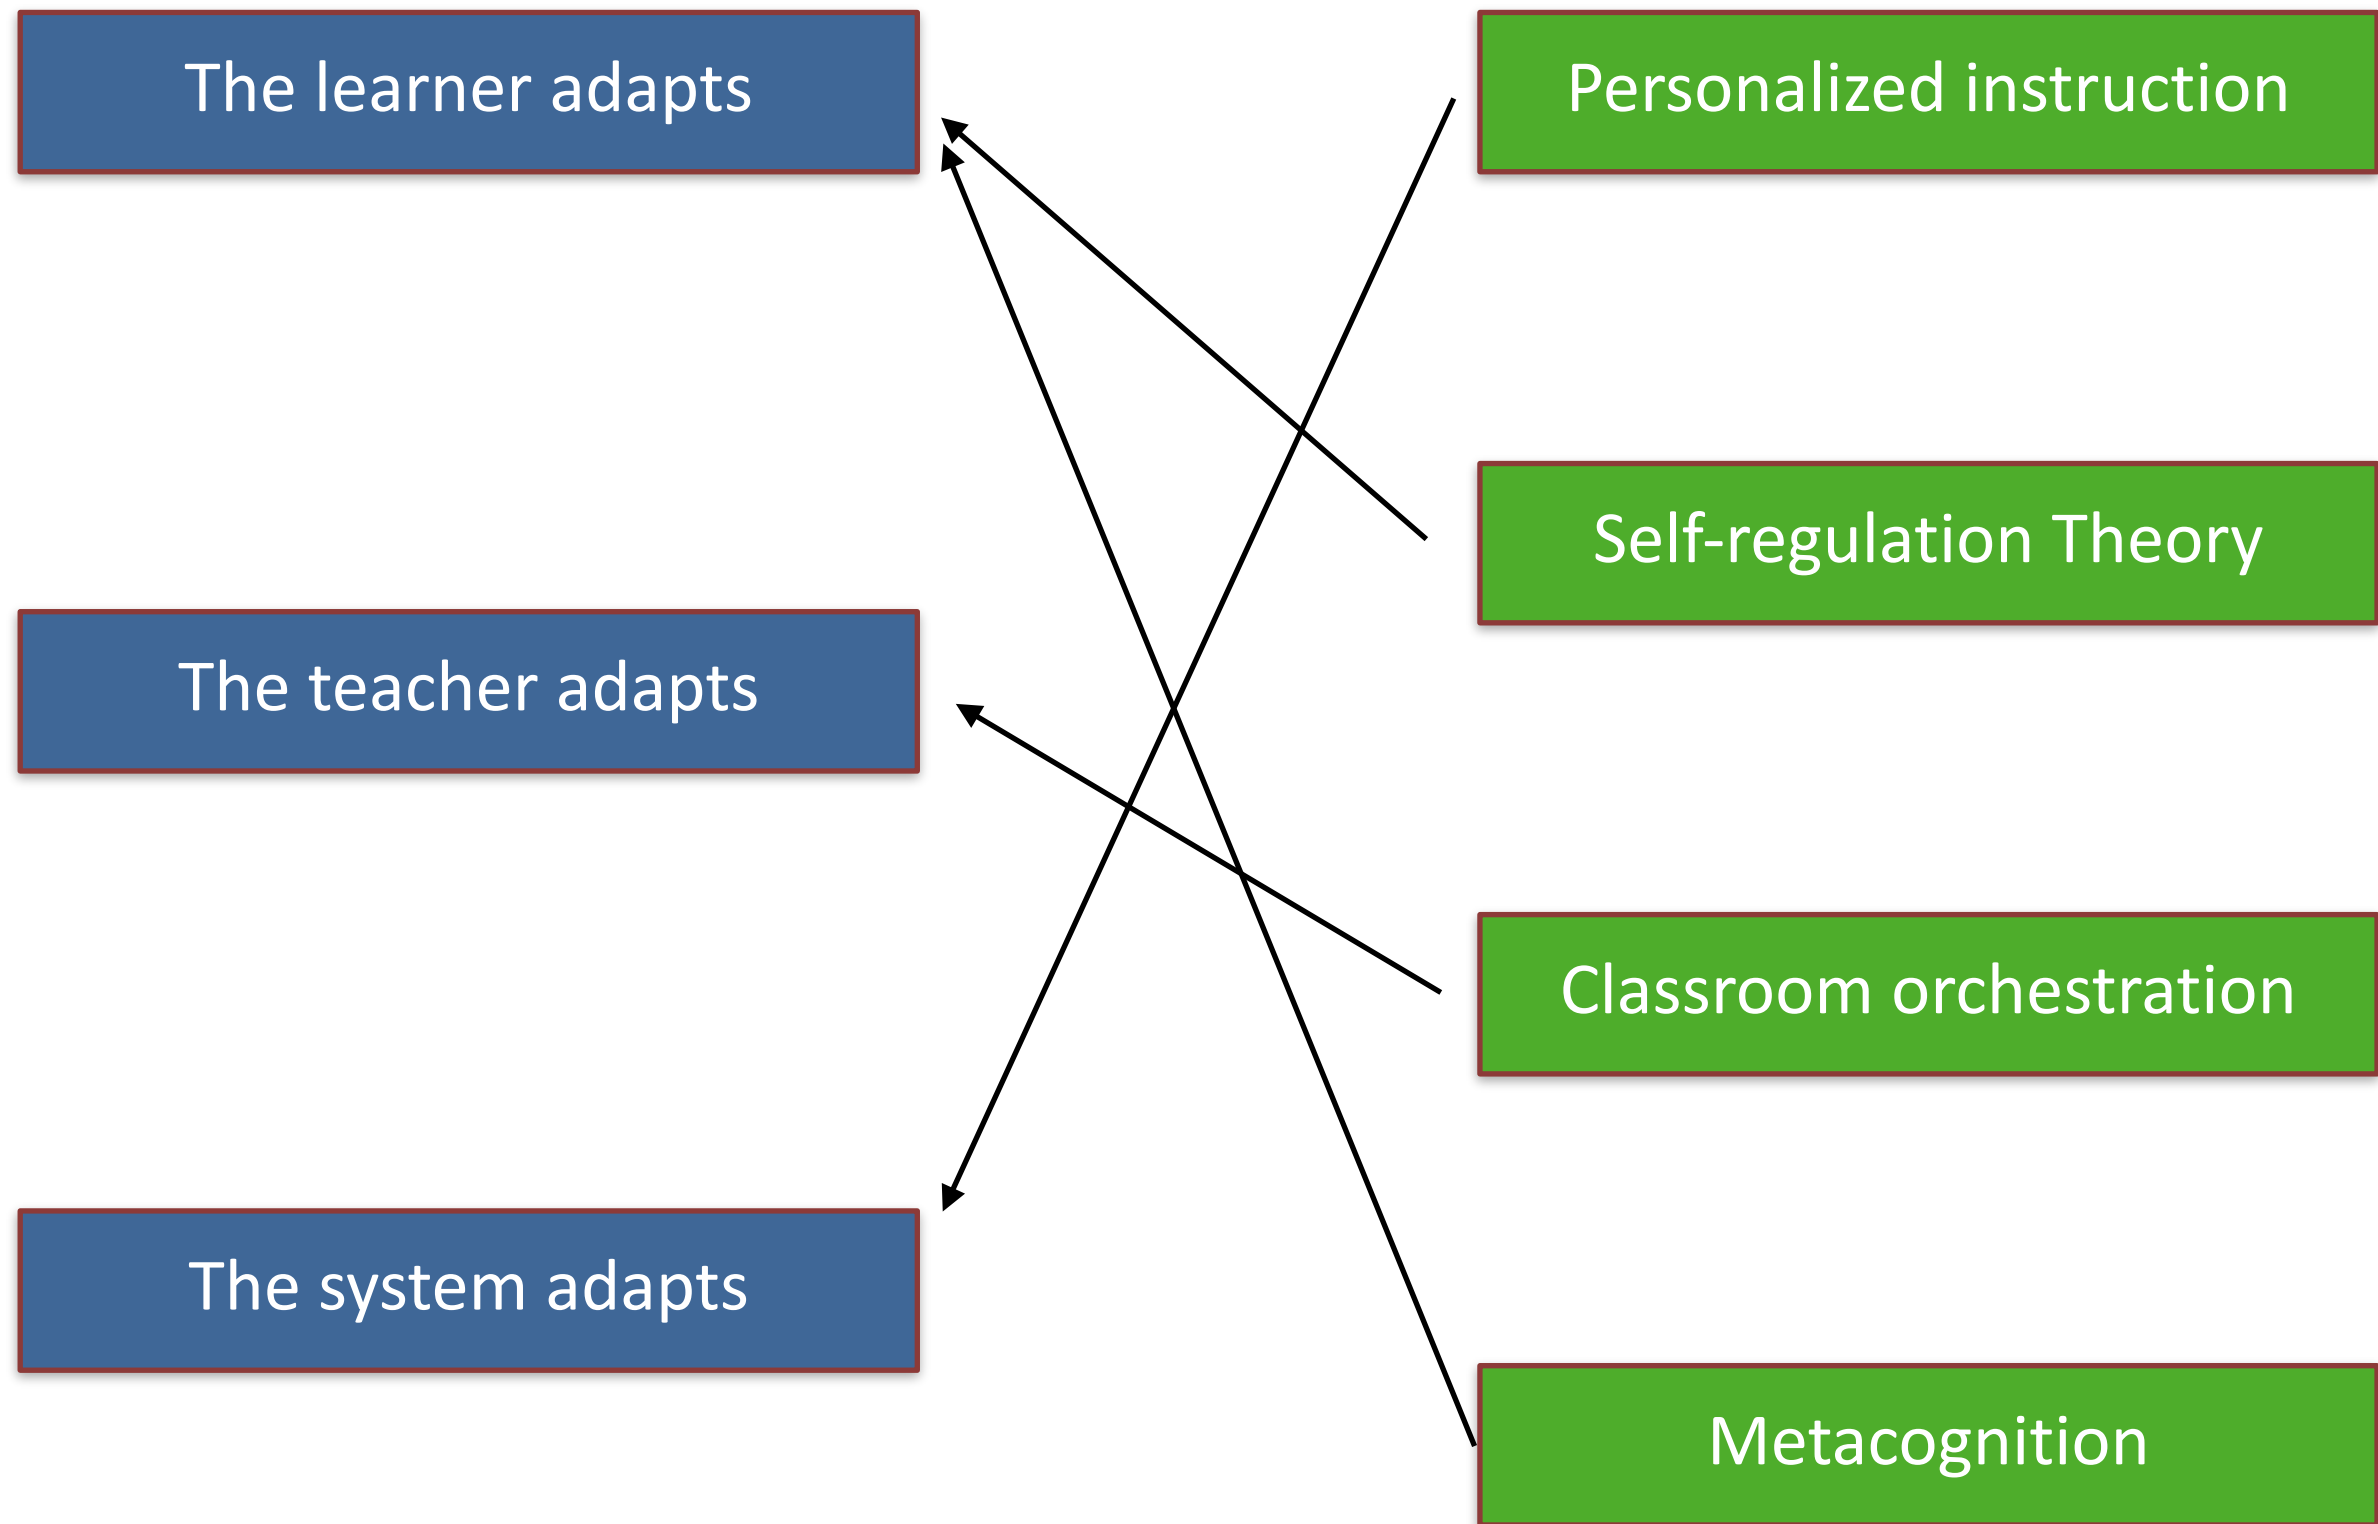 The learner adapts
Personalized instruction
Self-regulation Theory
The teacher adapts
Classroom orchestration
The system adapts
Metacognition